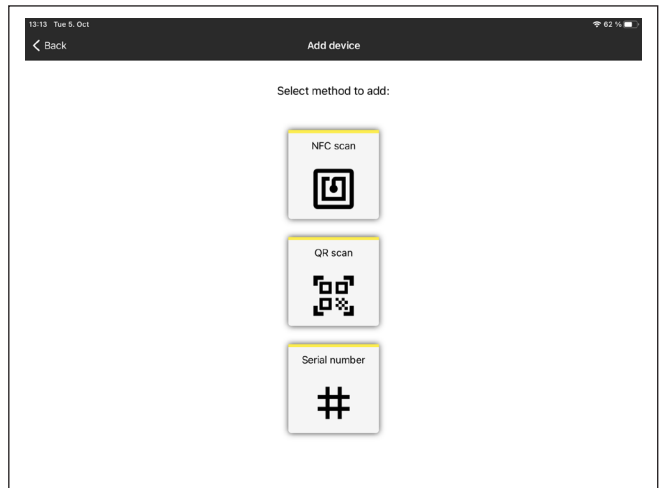 13:13 Tue 5. Oct
62 %
Back
Add device
Select method to add:
NFC scan
QR scan
Serial number